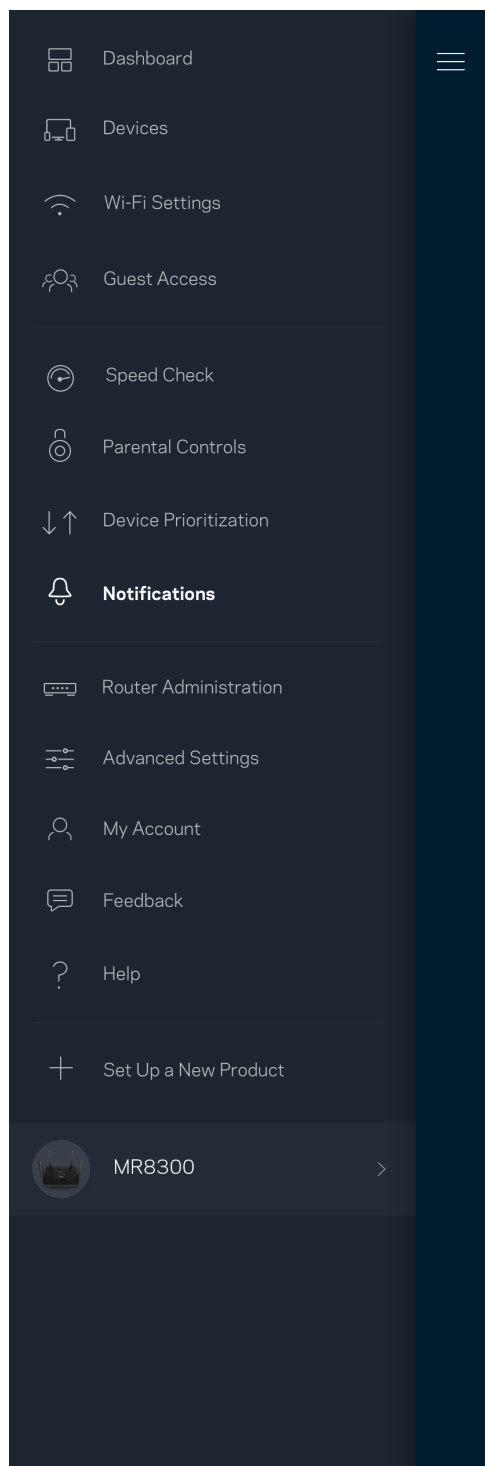 Dashboard
Devices
Wi-Fi Settings
Guest Access
Speed Check
Parental Controls
Device Prioritization
Notifications
Router Administration
Advanced Settings
My Account
Feedback
Help
Set Up a New Product
MR8300